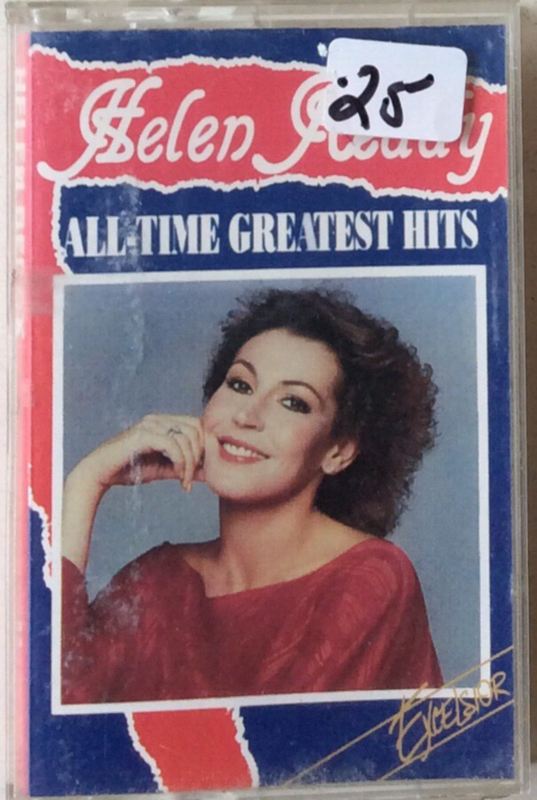 .25
Helen Reddy
ALL-TIME GREATEST HITS
EXCELSIOR